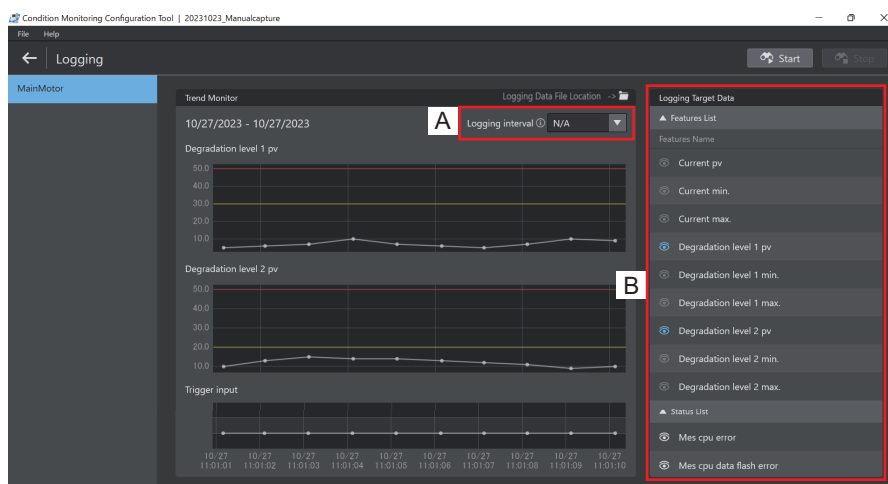 Condition Monitoring Configuration Tool | 20231023_Manualcapture
File Help
Logging
Start
Stop
MainMotor
Trend Monitor
Logging Data File Location ->
10/27/2023 - 10/27/2023
A
Logging interval
N/A
Degradation level 1 pv
50.0
40.0
30.0
20.0
10.0
Degradation level 2 pv
50.0
40.0
30.0
20.0
10.0
Trigger input
10/27 10/27 10/27 10/27 10/27 10/27 10/27 10/27 10/27 10/27
11:01:01 11:01:02 11:01:03 11:01:04 11:01:05 11:01:06 11:01:07 11:01:08 11:01:09 11:01:10
B
Logging Target Data
Features List
Features Name
Current pv
Current min.
Current max.
Degradation level 1 pv
Degradation level 1 min.
Degradation level 1 max.
Degradation level 2 pv
Degradation level 2 min.
Degradation level 2 max.
Status List
Mes cpu error
Mes cpu data flash error